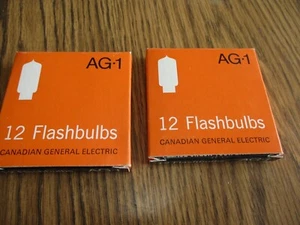 AG-1
12 Flashbulbs
CANADIAN GENERAL ELECTRIC
AG-1
12 Flashbulbs
CANADIAN GENERAL ELECTRIC